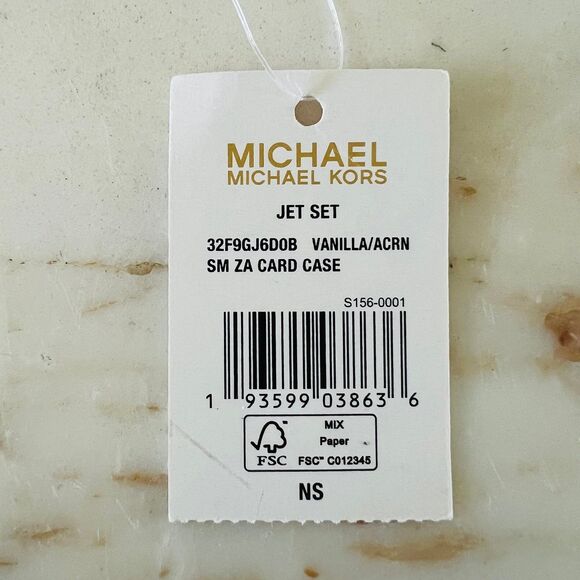 MICHAEL
MICHAEL KORS
JET SET
32F9GJ6D0B VANILLA/ACRN
SM ZA CARD CASE
S156-0001
1 93599 03863 6
FSC
MIX
Paper
FSC™ C012345
NS